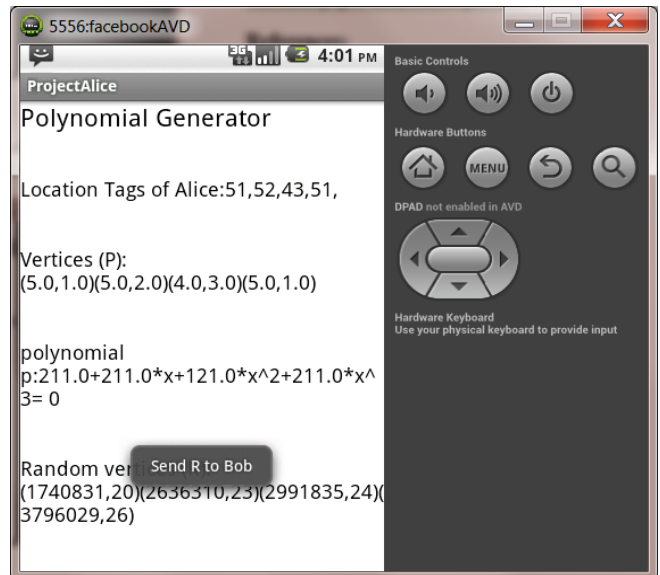 5556:facebookAVD
3G 4:01 PM
ProjectAlice
Polynomial Generator
Location Tags of Alice:51,52,43,51,
Vertices (P):
(5.0,1.0)(5.0,2.0)(4.0,3.0)(5.0,1.0)
polynomial
p:211.0+211.0*x+121.0*x^2+211.0*x^
3= 0
Random ver
Send R to Bob
(1740831,20)(2636310,23)(2991835,24)(
3796029,26)
Basic Controls
Hardware Buttons
MENU
DPAD not enabled in AVD
Hardware Keyboard
Use your physical keyboard to provide input